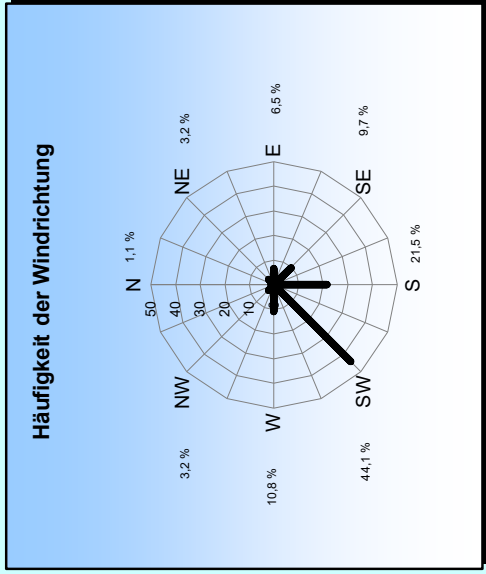 Häufigkeit der Windrichtung
1,1 %
N
3,2 %
NW
NE
3,2 %
50
40
30
20
10
0
10,8 %
W
E
6,5 %
44,1 %
SW
SE
9,7 %
S
21,5 %